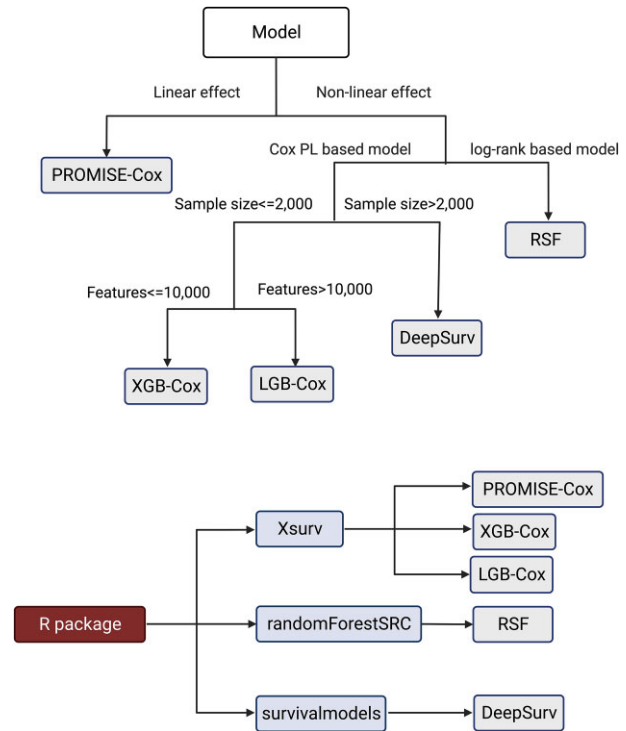 Model
Linear effect
Non-linear effect
Cox PL based model
log-rank based model
PROMISE-Cox
Sample size<=2,000
Sample size>2,000
RSF
Features<=10,000
Features>10,000
DeepSurv
XGB-Cox
LGB-Cox
PROMISE-Cox
Xsurv
XGB-Cox
LGB-Cox
R package
randomForestSRC
RSF
survivalmodels
DeepSurv